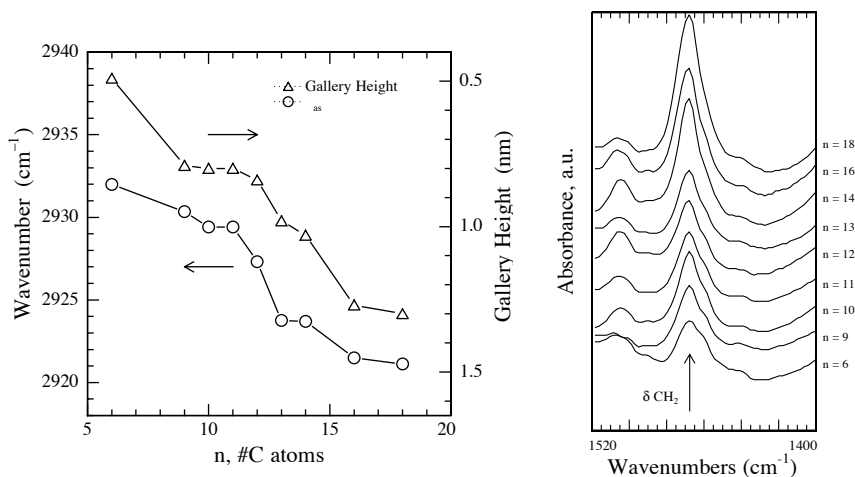 2940
2935
2930
2925
2920
Wavenumber (cm⁻¹)
5
10
15
20
n, #C atoms
0.5
1.0
1.5
Gallery Height (nm)
Gallery Height
as
Absorbance, a.u.
n = 18
n = 16
n = 14
n = 13
n = 12
n = 11
n = 10
n = 9
n = 6
δ CH₂
1520
1400
Wavenumbers (cm⁻¹)